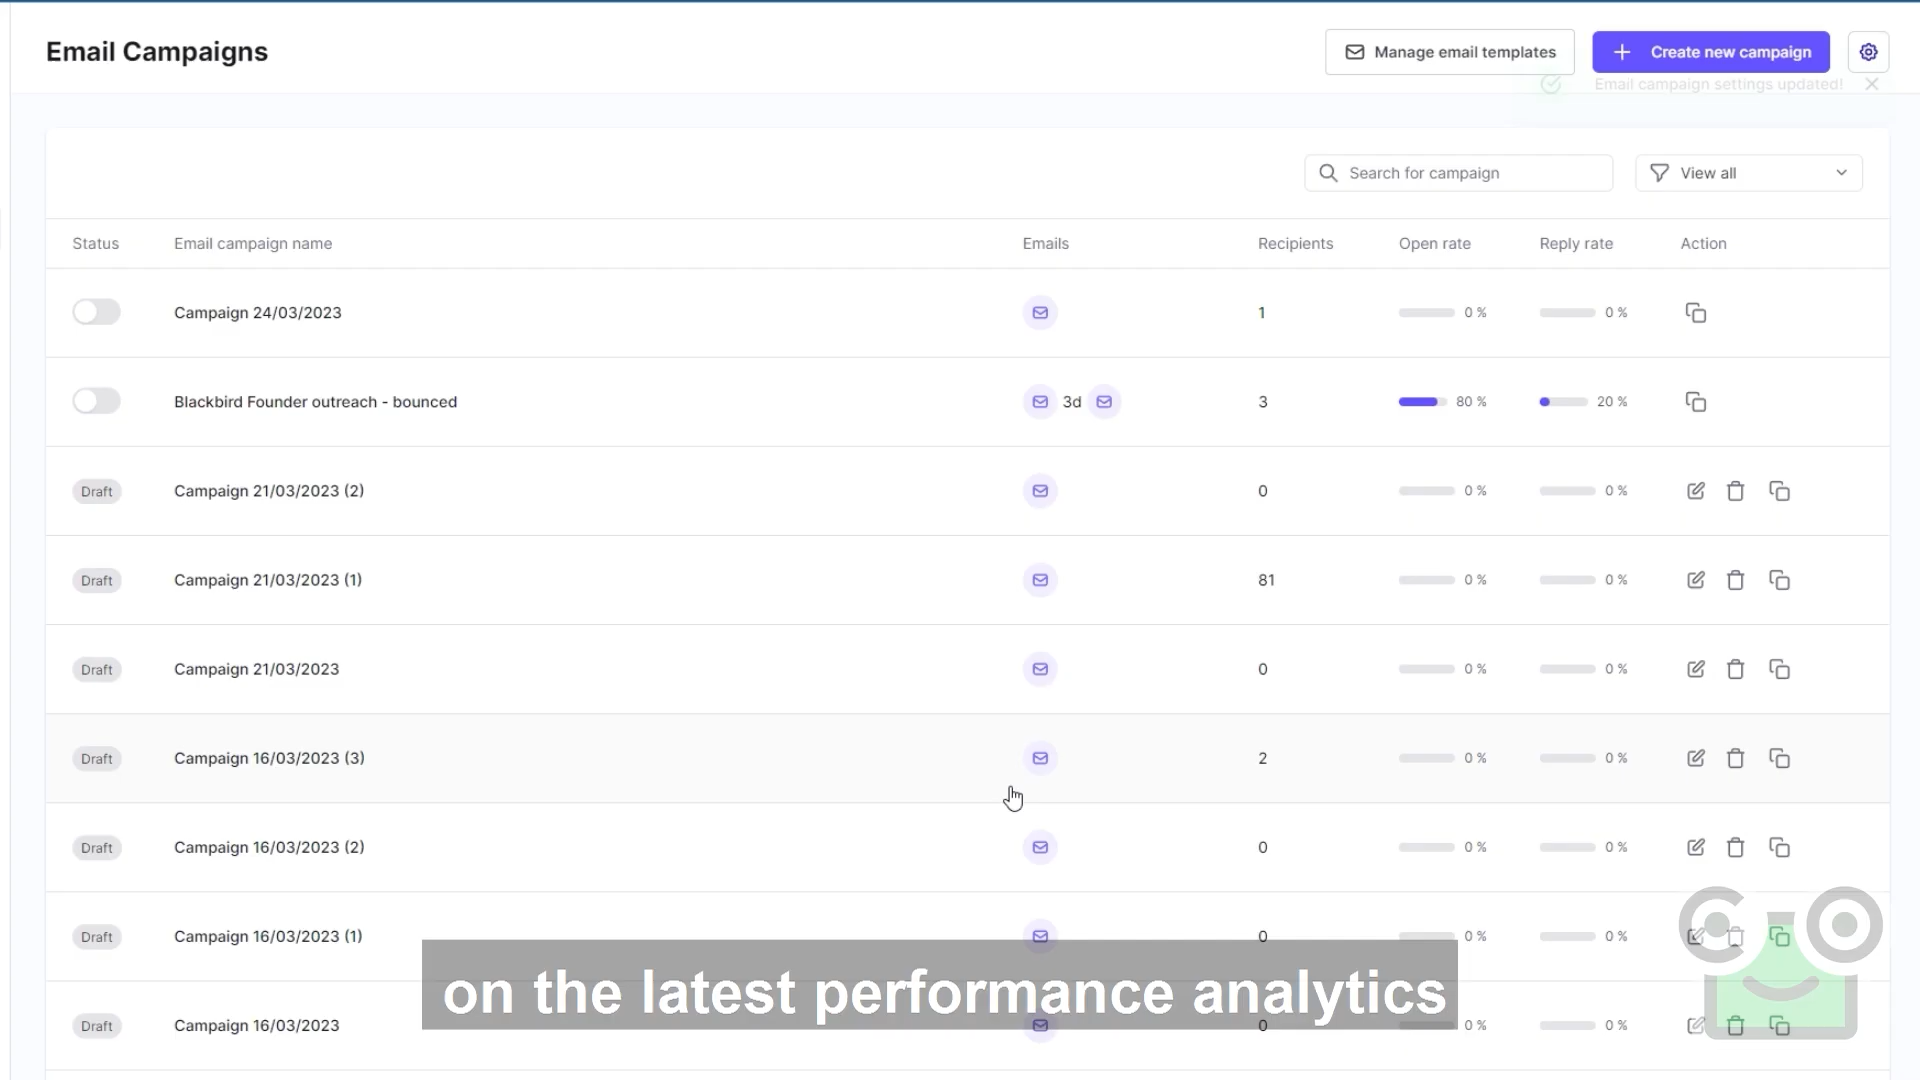 Email Campaigns
Manage email templates
Create new campaign
Email campaign settings updated!
Search for campaign
View all
Status Email campaign name Emails Recipients Open rate Reply rate Action
Campaign 24/03/2023 1 0 % 0 %
Blackbird Founder outreach - bounced 3d 3 80 % 20 %
Draft Campaign 21/03/2023 (2) 0 0 % 0 %
Draft Campaign 21/03/2023 (1) 81 0 % 0 %
Draft Campaign 21/03/2023 0 0 % 0 %
Draft Campaign 16/03/2023 (3) 2 0 % 0 %
Draft Campaign 16/03/2023 (2) 0 0 % 0 %
Draft Campaign 16/03/2023 (1) 0 0 % 0 %
on the latest performance analytics
Draft Campaign 16/03/2023 0 0 % 0 %